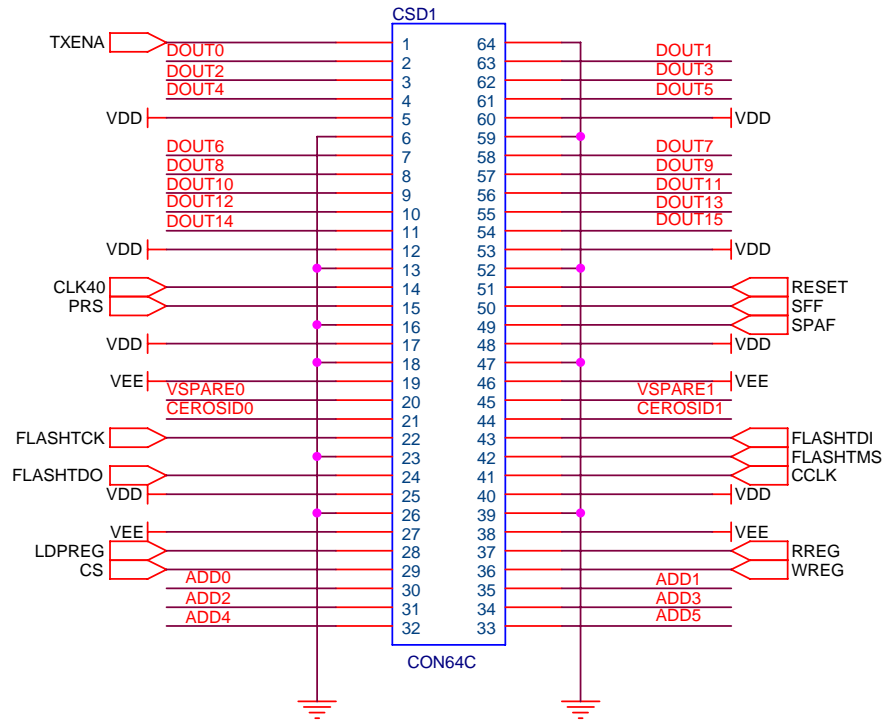 CSD1
TXENA 1 64
DOUT0 2 63 DOUT1
DOUT2 3 62 DOUT3
DOUT4 4 61 DOUT5
VDD 5 60 VDD
6 59
DOUT6 7 58 DOUT7
DOUT8 8 57 DOUT9
DOUT10 9 56 DOUT11
DOUT12 10 55 DOUT13
DOUT14 11 54 DOUT15
VDD 12 53 VDD
13 52
CLK40 14 51 RESET
PRS 15 50 SFF
16 49 SPAF
VDD 17 48 VDD
18 47
VEE 19 46 VEE
VSPARE0 20 45 VSPARE1
CEROSID0 21 44 CEROSID1
FLASHTCK 22 43 FLASHTDI
23 42 FLASHTMS
FLASHTDO 24 41 CCLK
VDD 25 40 VDD
26 39
VEE 27 38 VEE
LDPREG 28 37 RREG
CS 29 36 WREG
ADD0 30 35 ADD1
ADD2 31 34 ADD3
ADD4 32 33 ADD5
CON64C